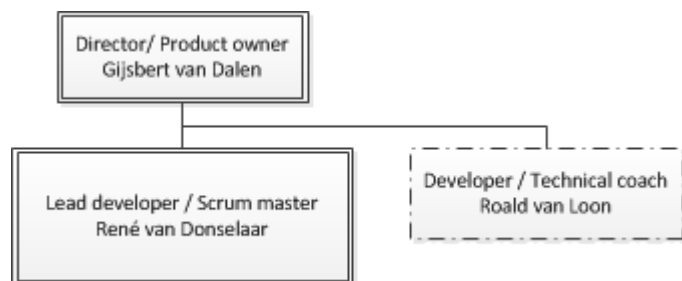 Director/ Product owner
Gijsbert van Dalen
Lead developer / Scrum master
René van Donselaar
Developer / Technical coach
Roald van Loon